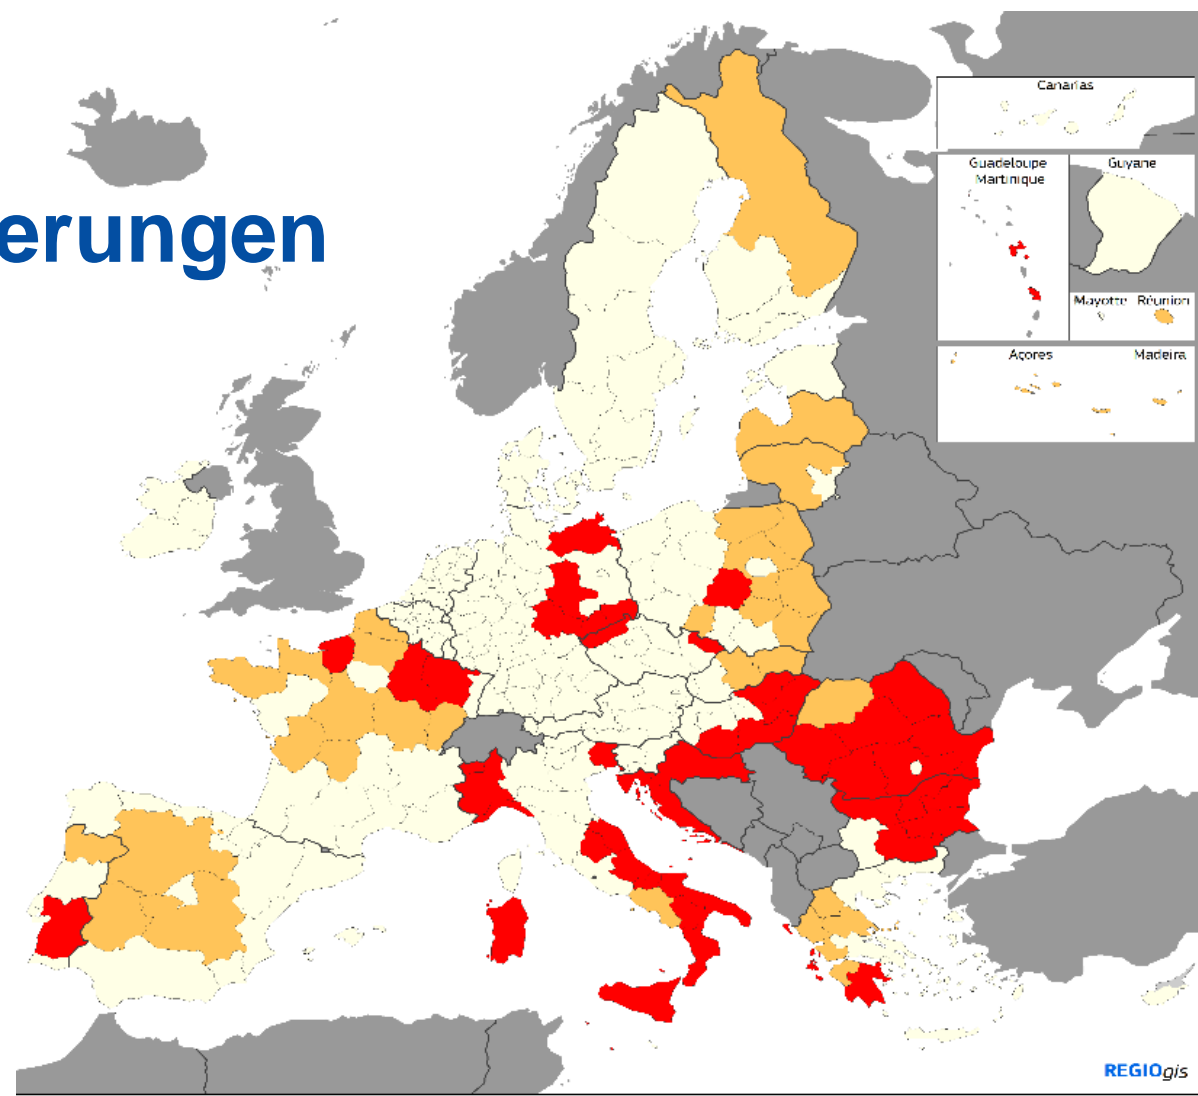 Canarias
Guadeloupe
Martinique
Guyane
erungen
Mayotte
Réunion
Açores
Madeira
REGIOgis